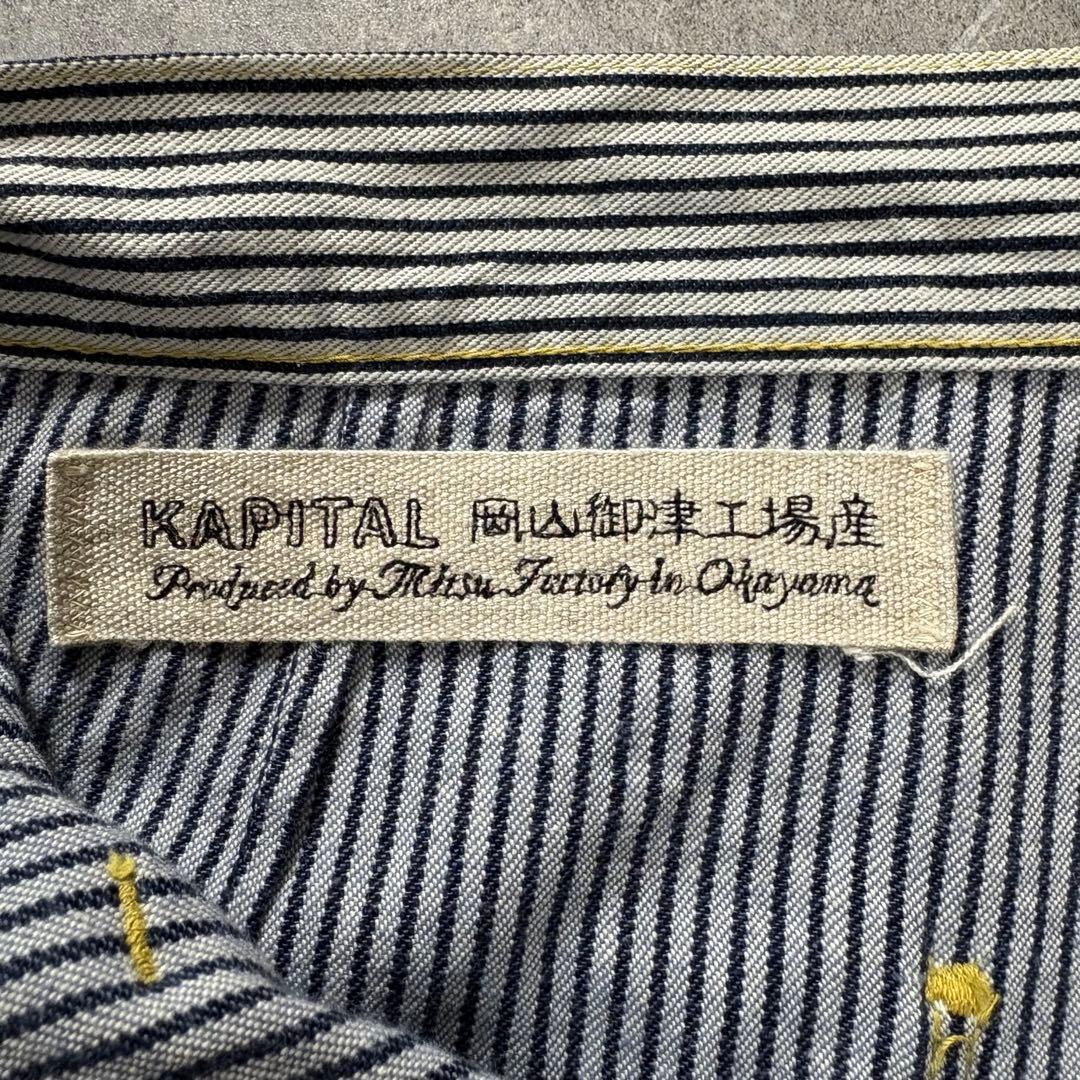 KAPITAL 岡山御津工場産
Produced by Mitsu Factory in Okayama